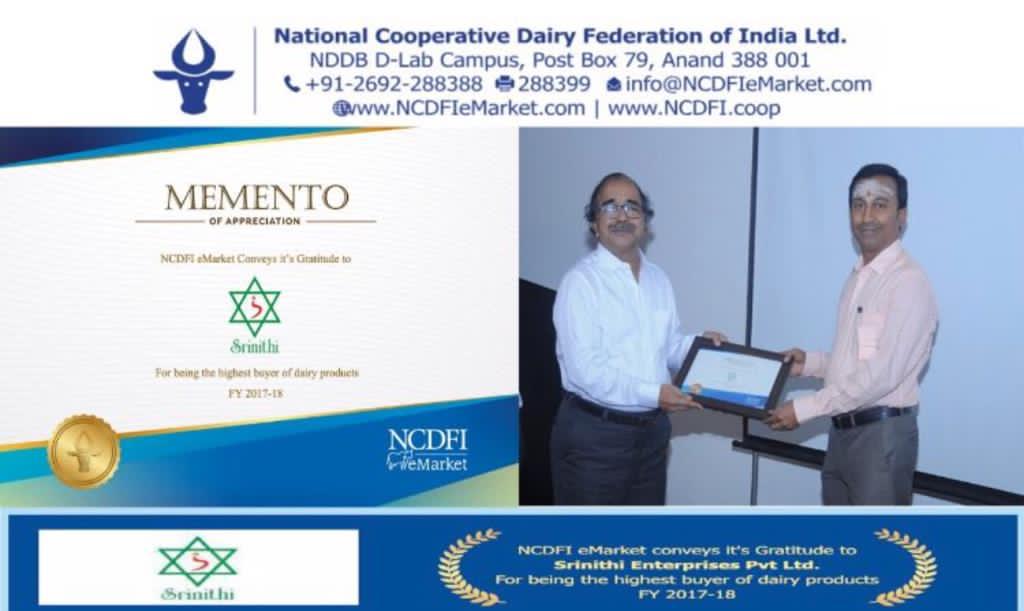 National Cooperative Dairy Federation of India Ltd.
NDDB D-Lab Campus, Post Box 79, Anand 388 001
+91-2692-288388 288399 info@NCDFIeMarket.com
www.NCDFIeMarket.com | www.NCDFI.coop
MEMENTO
OF APPRECIATION
NCDFI eMarket Conveys it's Gratitude to
Srinithi
For being the highest buyer of dairy products
FY 2017-18
NCDFI
eMarket
Srinithi
NCDFI eMarket conveys it's Gratitude to
Srinithi Enterprises Pvt Ltd.
For being the highest buyer of dairy products
FY 2017-18